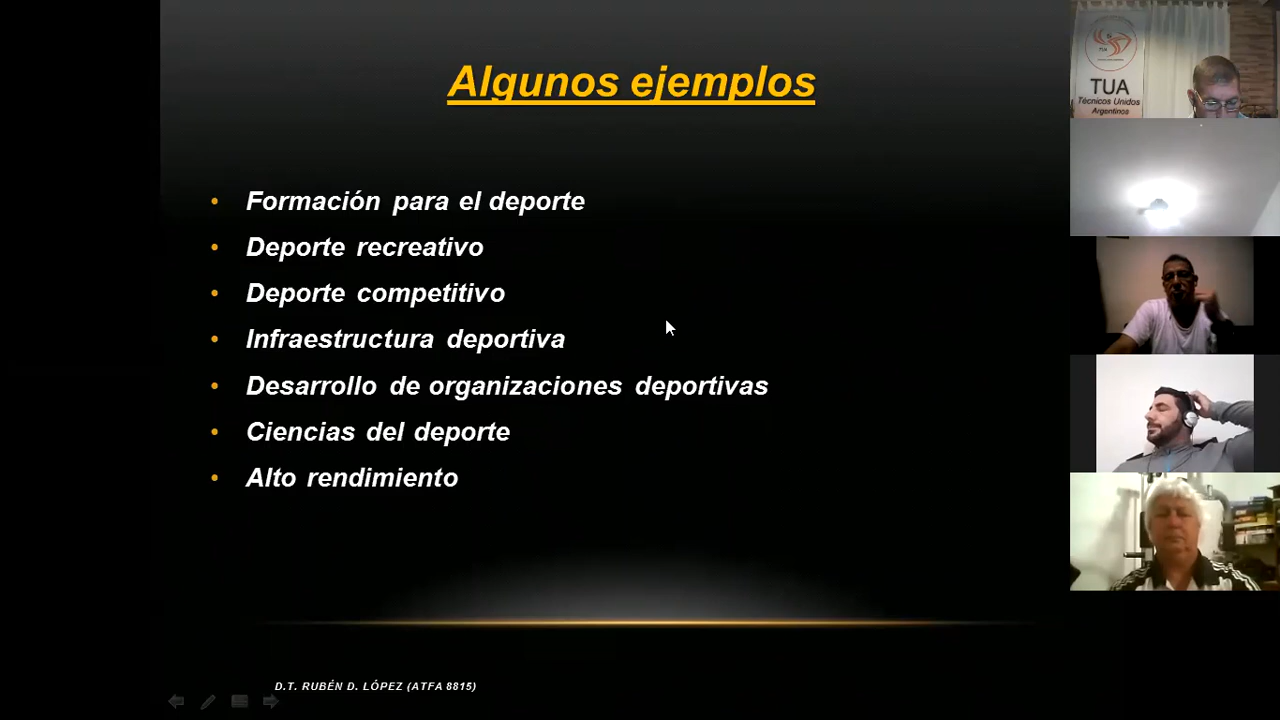 Algunos ejemplos
Formación para el deporte
Deporte recreativo
Deporte competitivo
Infraestructura deportiva
Desarrollo de organizaciones deportivas
Ciencias del deporte
Alto rendimiento
D.T. RUBÉN D. LÓPEZ (ATFA 8815)
TUA
TUA
Técnicos Unidos
Argentinos